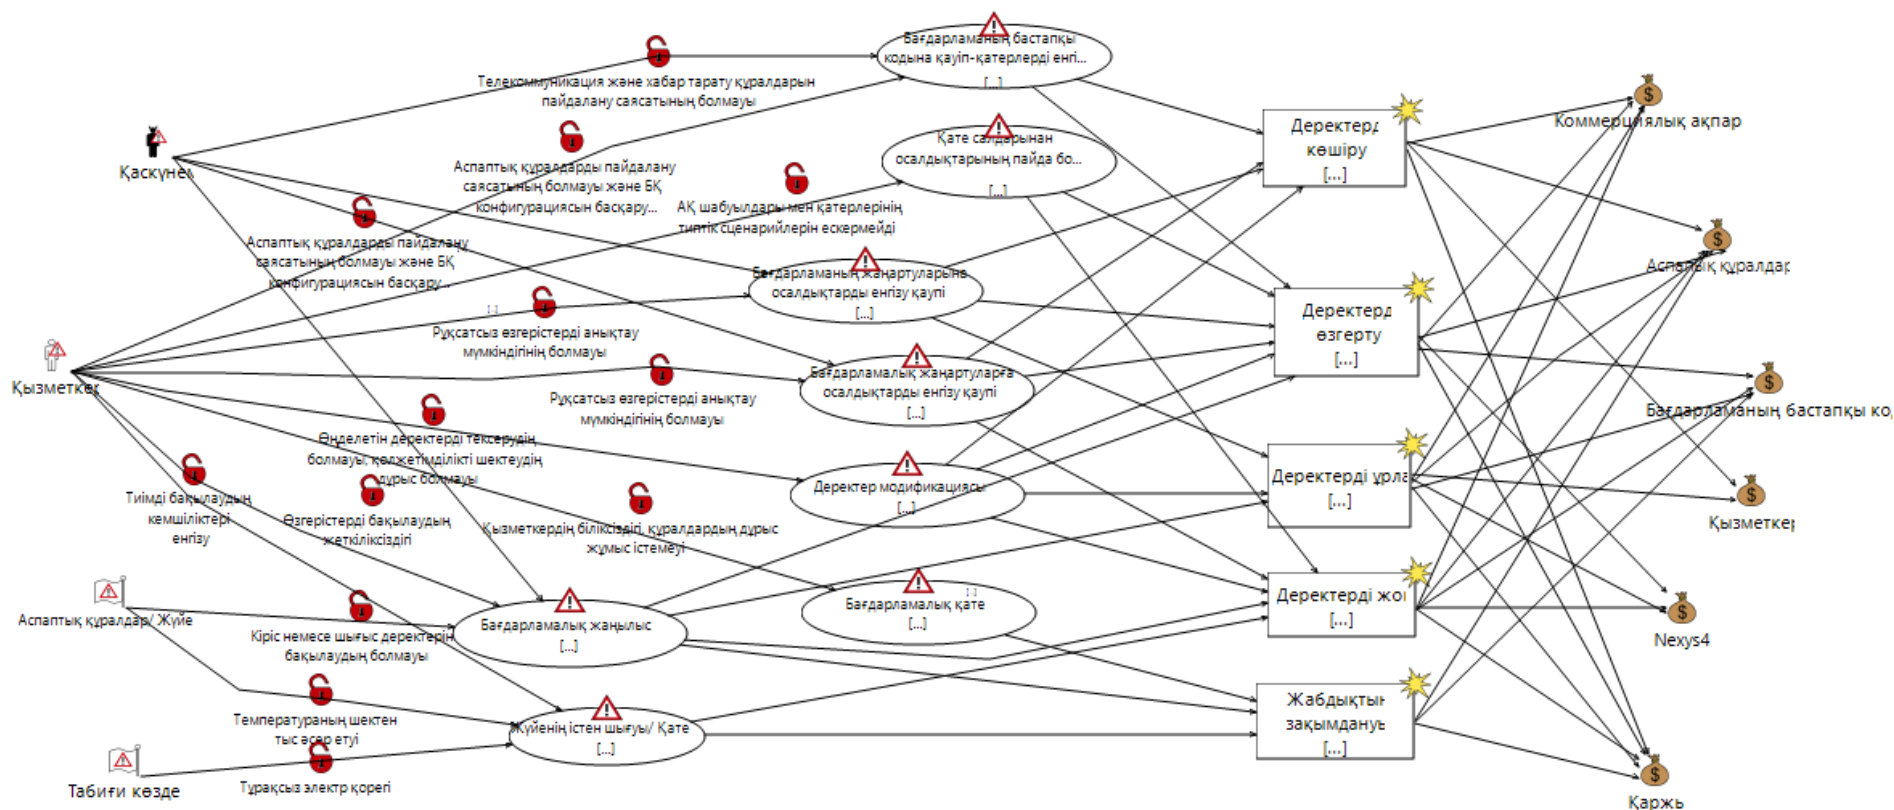 Бағдарламаның бастапқы
кодына қауіп-қатерлерді енгі...
[...]
Телекоммуникация және хабар тарату құралдарын
пайдалану саясатының болмауы
Коммерциялық ақпар
Деректерд
көшіру
[...]
Қате салдарынан
осалдықтарының пайда бо...
[...]
Қаскүнем
Аспаптық құралдарды пайдалану
саясатының болмауы және БҚ
конфигурациясын басқару...
АҚ шабуылдары мен қатерлерінің
типтік сценарийлерін ескермейді
Аспаптық құралдарды пайдалану
саясатының болмауы және БҚ
конфигурациясын басқару...
Аспаптық құралдар
Бағдарламаның жаңартуларына
осалдықтарды енгізу қаупі
[...]
[...]
Рұқсатсыз өзгерістерді анықтау
мүмкіндігінің болмауы
Деректерд
өзгерту
[...]
Қызметкер
Бағдарламалық жаңартуларға
осалдықтарды енгізу қаупі
[...]
Рұқсатсыз өзгерістерді анықтау
мүмкіндігінің болмауы
Бағдарламаның бастапқы ко
Өңделетін деректерді тексерудің
болмауы, қолжетімділікті шектеудің
дұрыс болмауы
Деректерді ұрла
[...]
Деректер модификациясы
[...]
Тиімді бақылаудың
кемшіліктері
енгізу
Өзгерістерді бақылаудың
жеткіліксіздігі
Қызметкердің біліксіздігі, құралдардың дұрыс
жұмыс істемеуі
Қызметкер
[...]
Бағдарламалық қате
[...]
Деректерді жо
[...]
Аспаптық құралдар/ Жүйе
Бағдарламалық жаңылыс
[...]
Кіріс немесе шығыс деректерін
бақылаудың болмауы
Nexys4
Температураның шектен
тыс әсер етуі
Жүйенің істен шығуы/ Қате
[...]
Жабдықтың
зақымдануы
[...]
Табиғи көзде
Тұрақсыз электр қорегі
Қаржы